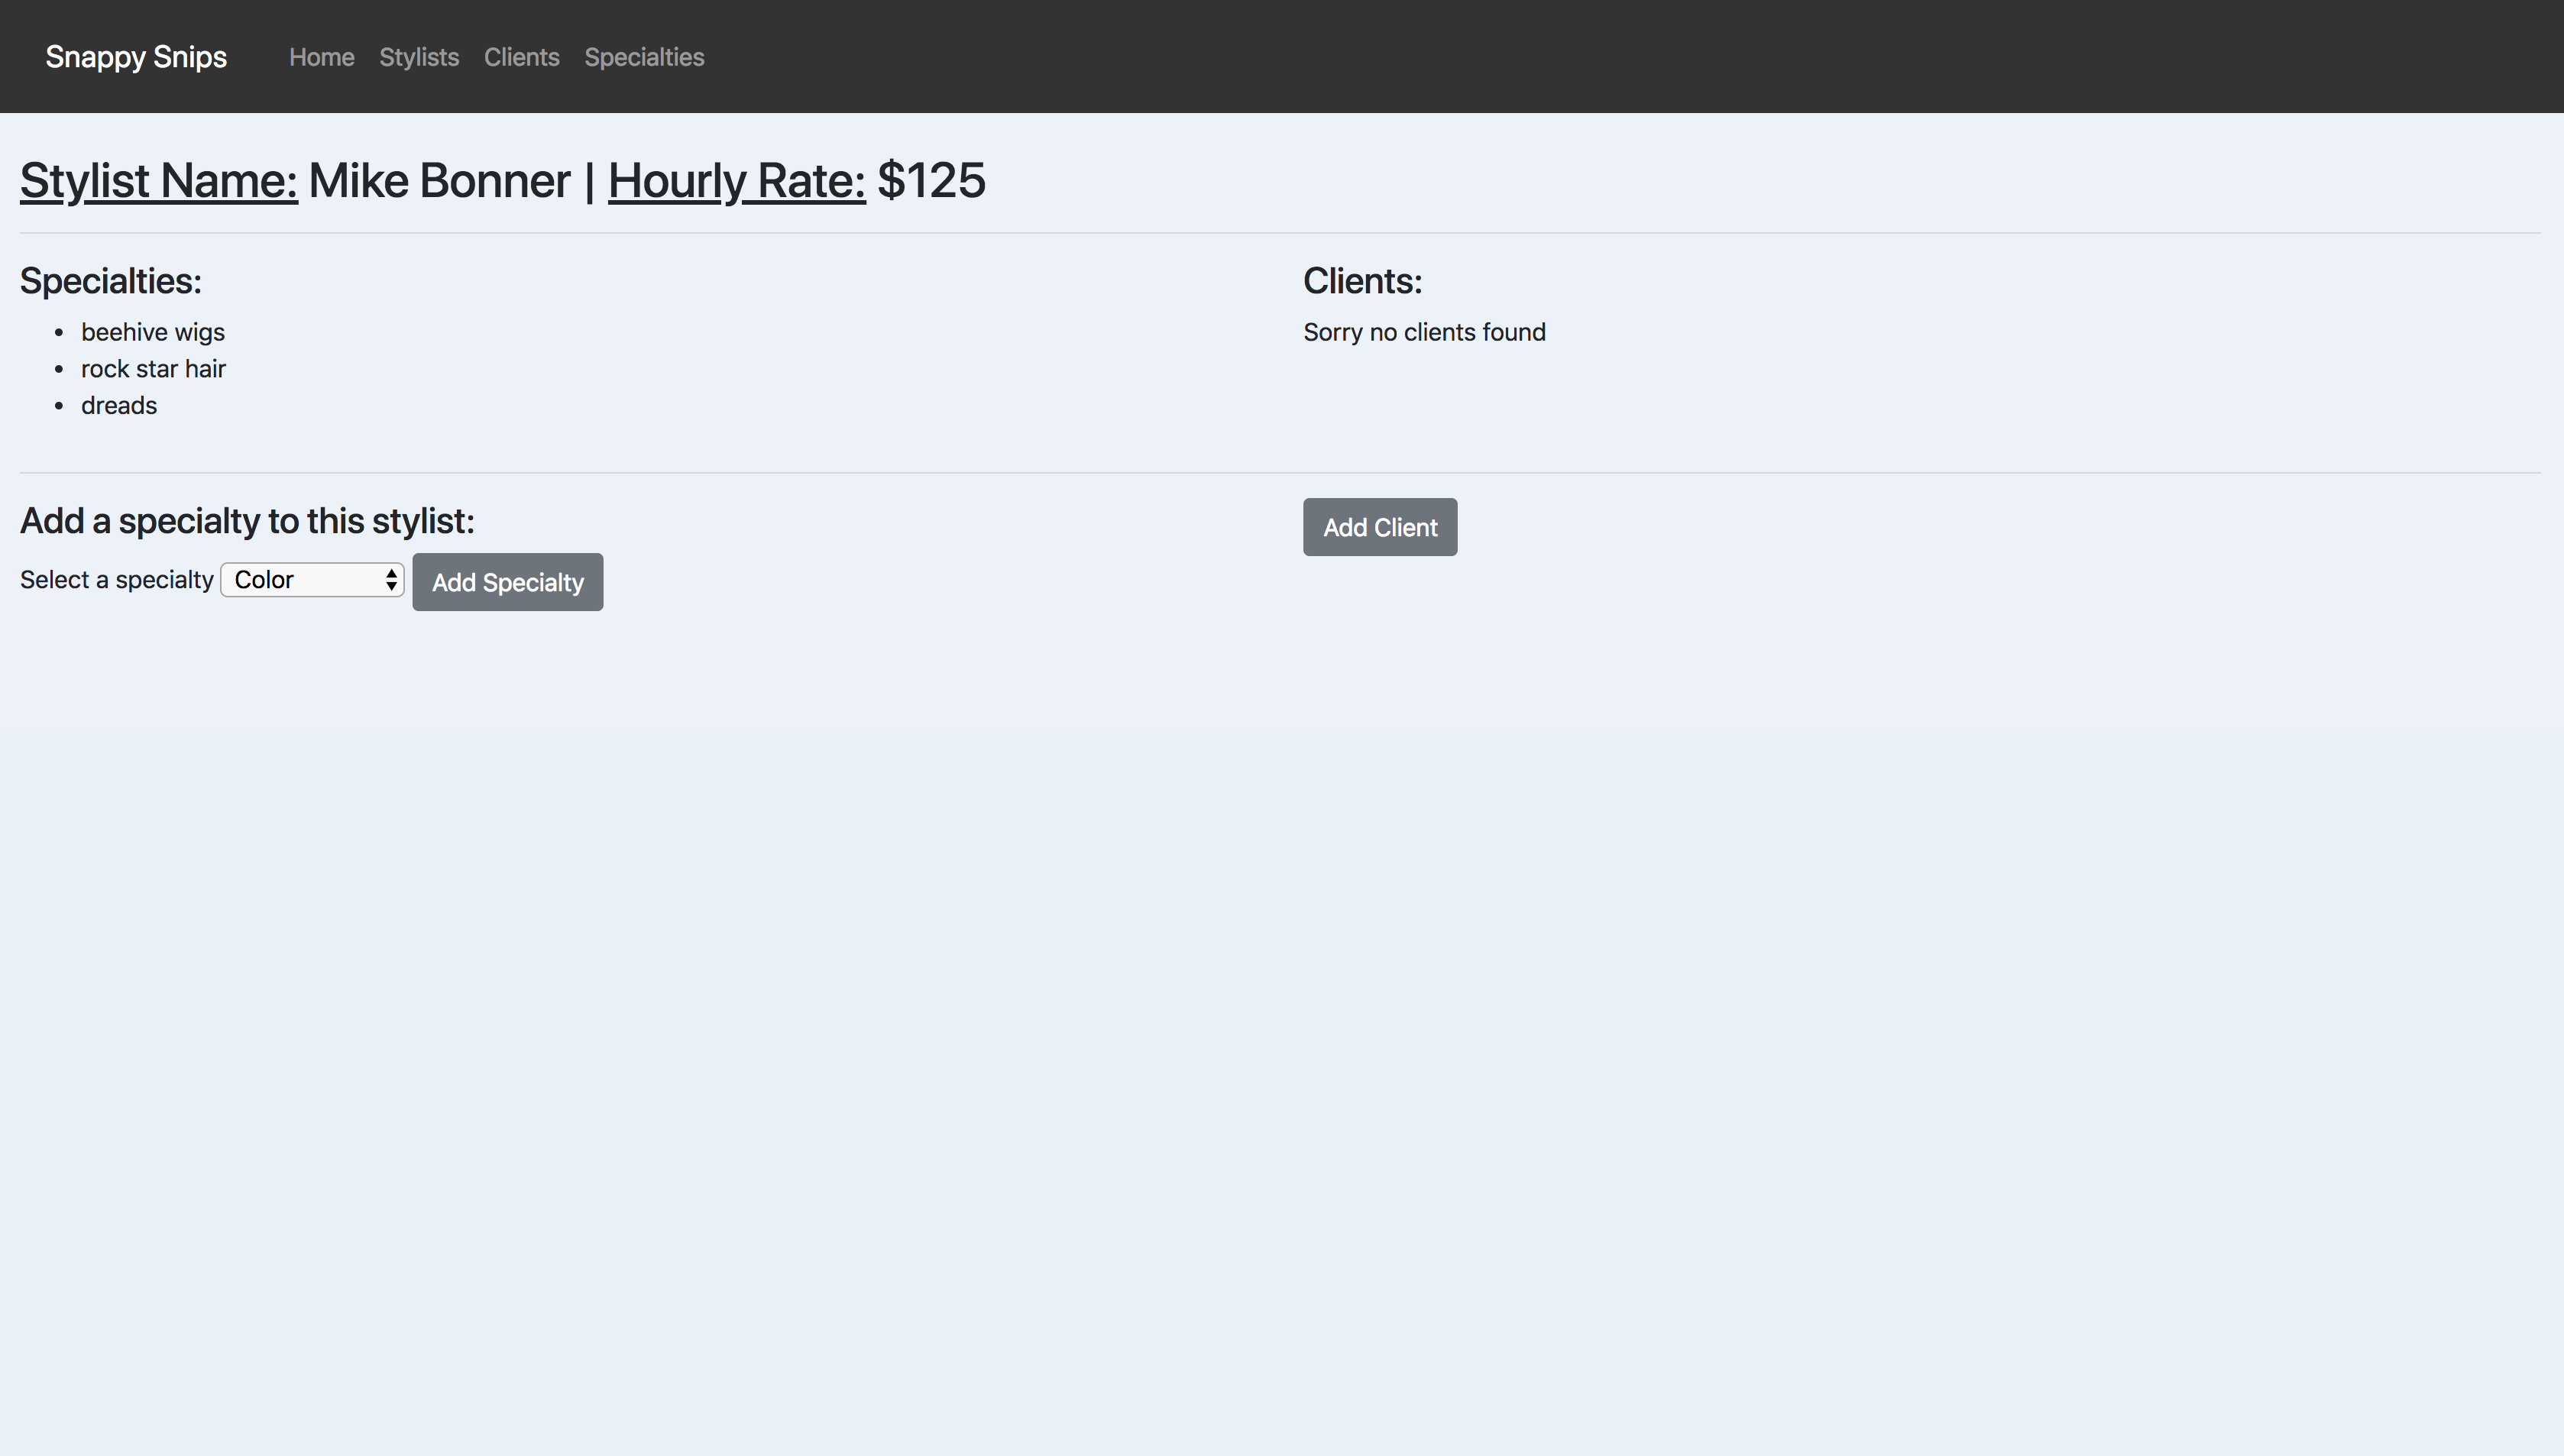 Snappy Snips Home Stylists Clients Specialties
Stylist Name: Mike Bonner | Hourly Rate: $125
Specialties:
beehive wigs
rock star hair
dreads
Clients:
Sorry no clients found
Add a specialty to this stylist:
Select a specialty Color Add Specialty
Add Client